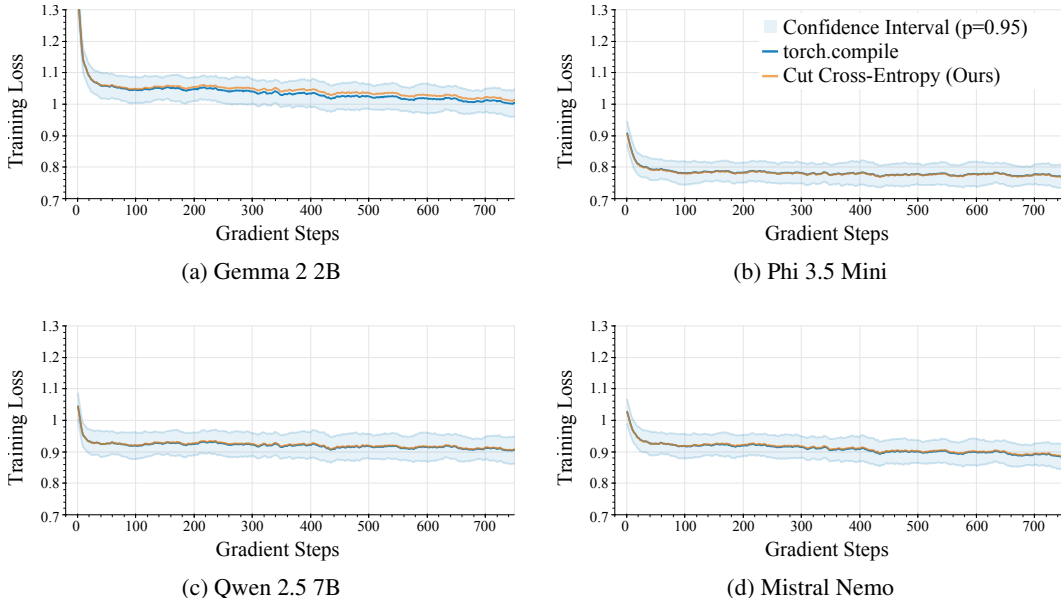 1.3
1.2
1.1
1
0.9
0.8
0.7
Training Loss
0 100 200 300 400 500 600 700
Gradient Steps
(a) Gemma 2 2B
1.3
1.2
1.1
1
0.9
0.8
0.7
Training Loss
Confidence Interval (p=0.95)
torch.compile
Cut Cross-Entropy (Ours)
0 100 200 300 400 500 600 700
Gradient Steps
(b) Phi 3.5 Mini
1.3
1.2
1.1
1
0.9
0.8
0.7
Training Loss
0 100 200 300 400 500 600 700
Gradient Steps
(c) Qwen 2.5 7B
1.3
1.2
1.1
1
0.9
0.8
0.7
Training Loss
0 100 200 300 400 500 600 700
Gradient Steps
(d) Mistral Nemo